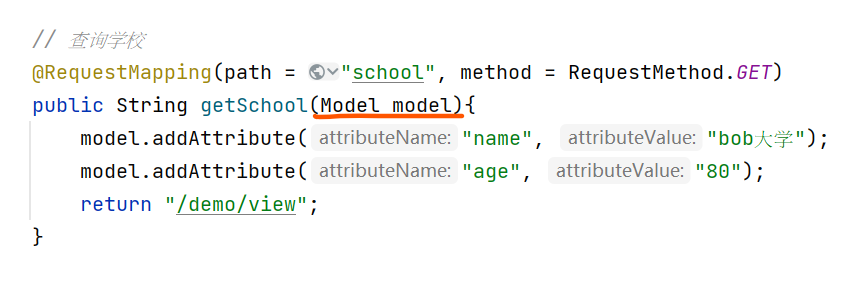 // 查询学校
@RequestMapping(path = "school", method = RequestMethod.GET)
public String getSchool(Model model){
model.addAttribute( attributeName: "name", attributeValue: "bob大学");
model.addAttribute( attributeName: "age", attributeValue: "80");
return "/demo/view";
}